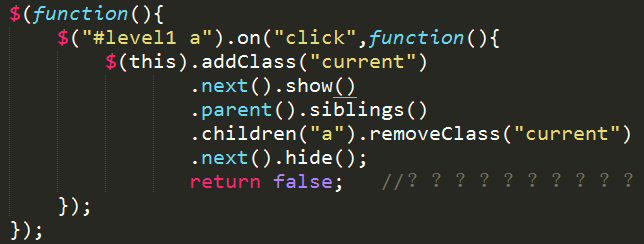 $(function(){
$("#level1 a").on("click",function(){
$(this).addClass("current")
.next().show()
.parent().siblings()
.children("a").removeClass("current")
.next().hide();
return false; //？？？？？？？？？？
});
});